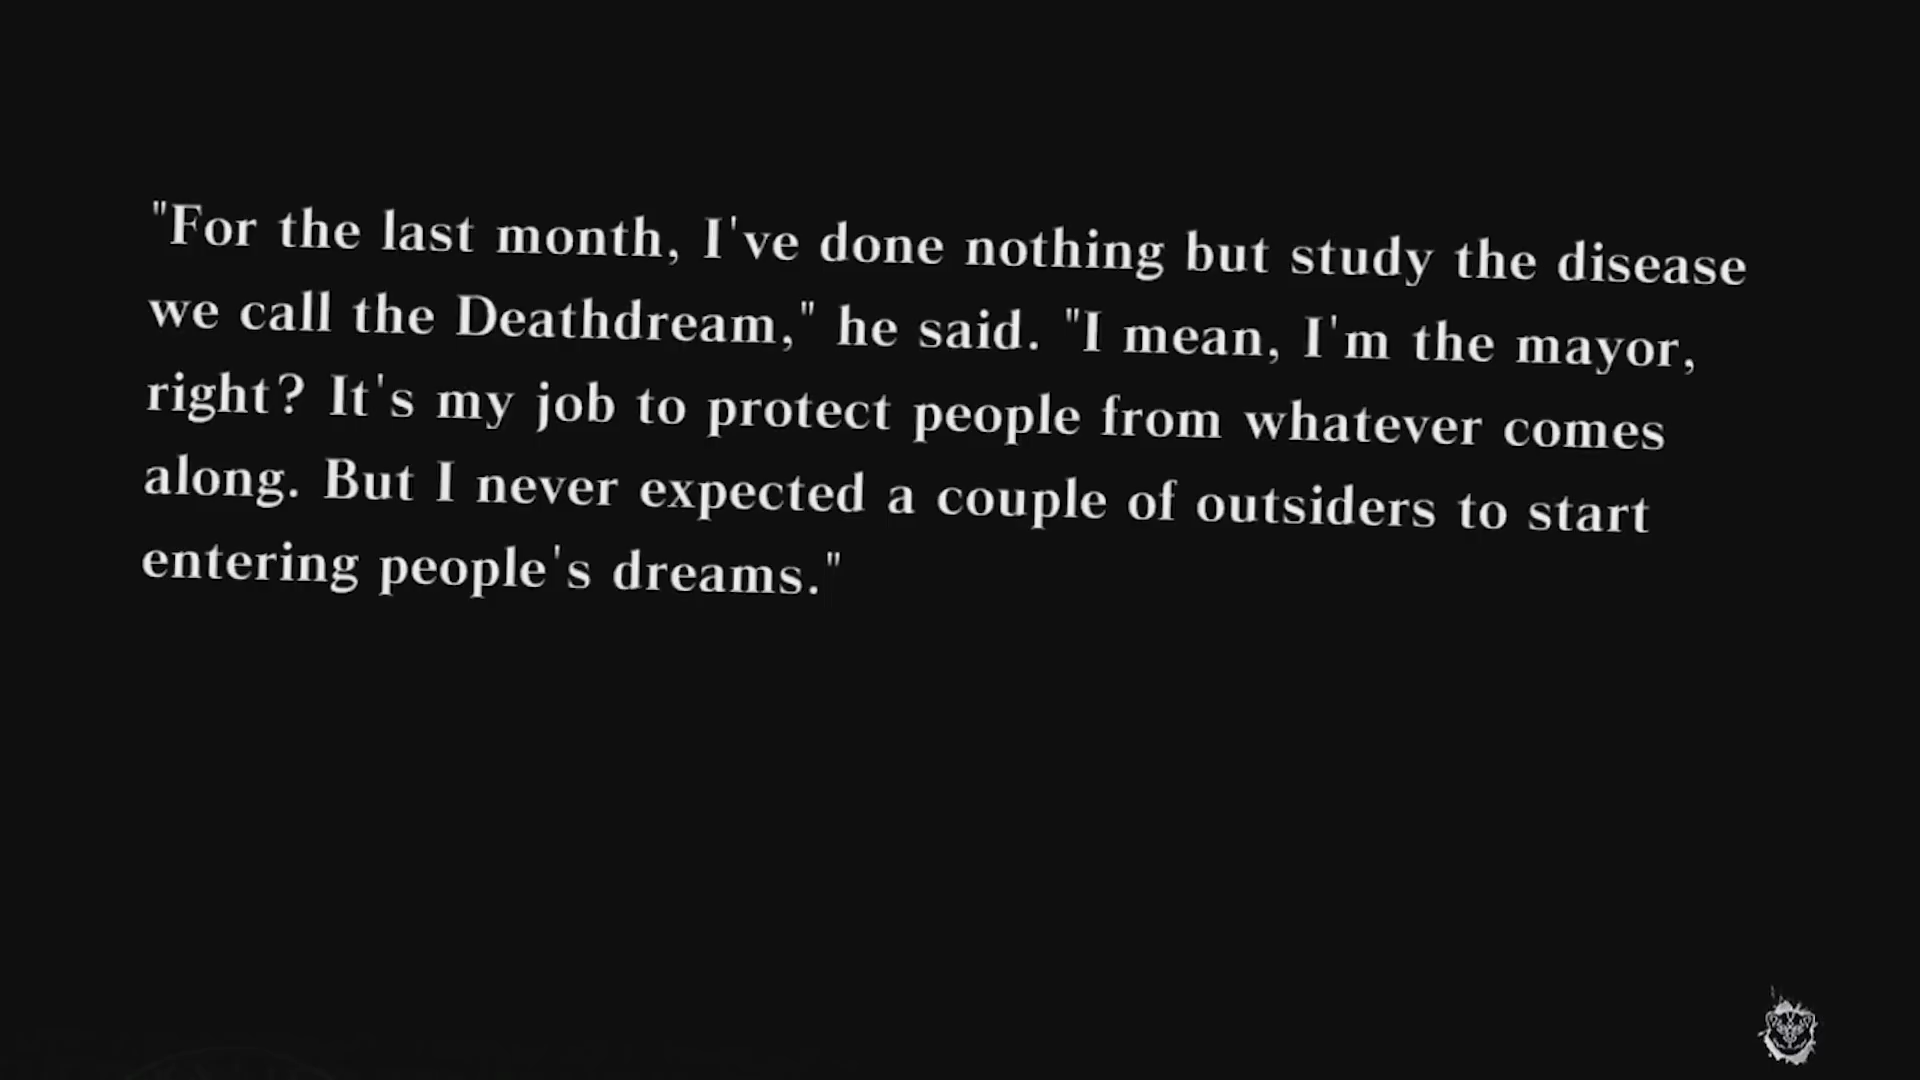 "For the last month, I've done nothing but study the disease
we call the Deathdream," he said. "I mean, I'm the mayor,
right? It's my job to protect people from whatever comes
along. But I never expected a couple of outsiders to start
entering people's dreams."